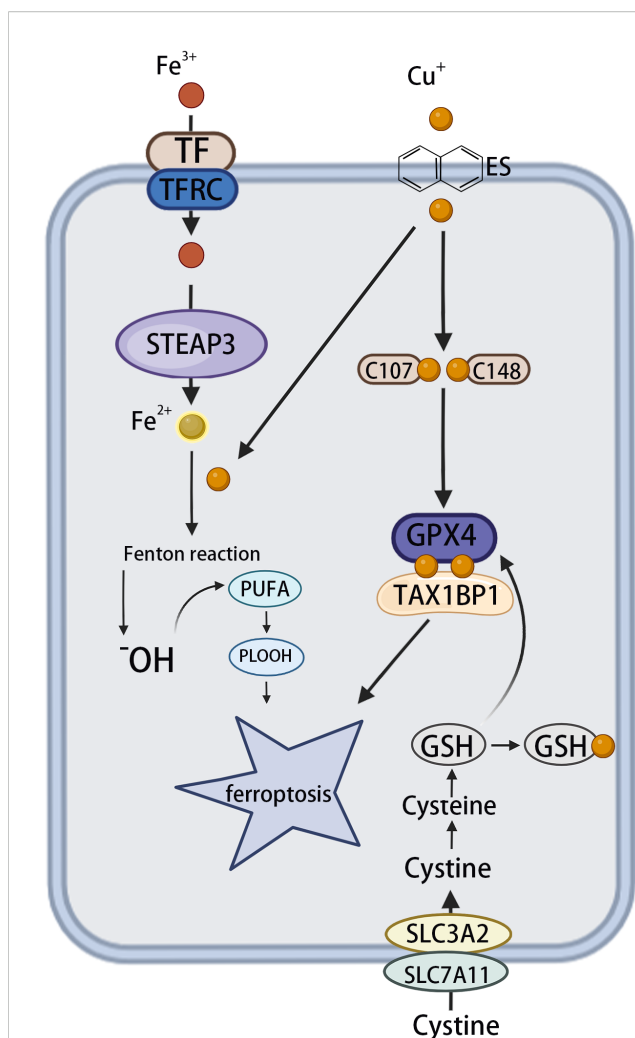 Fe³⁺
Cu⁺
TF
ES
TFRC
STEAP3
C107
C148
Fe²⁺
GPX4
Fenton reaction
PUFA
TAX1BP1
⁻OH
PLOOH
GSH
GSH
ferroptosis
Cysteine
Cystine
SLC3A2
SLC7A11
Cystine